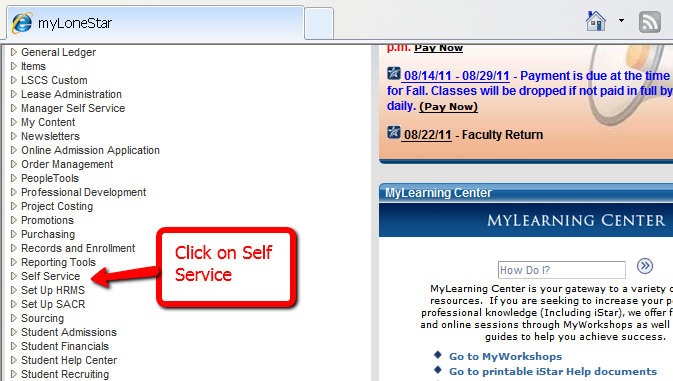 myLoneStar
General Ledger
Items
LSCS Custom
Lease Administration
Manager Self Service
My Content
Newsletters
Online Admission Application
Order Management
PeopleTools
Professional Development
Project Costing
Promotions
Purchasing
Records and Enrollment
Reporting Tools
Self Service
Set Up HRMS
Set Up SACR
Sourcing
Student Admissions
Student Financials
Student Help Center
Student Recruiting
Click on Self
Service
p.m. Pay Now
08/14/11 - 08/29/11 - Payment is due at the time
for Fall. Classes will be dropped if not paid in full by
daily. (Pay Now)
08/22/11 - Faculty Return
MyLearning Center
MYLEARNING CENTER
How Do I?
MyLearning Center is your gateway to a variety o
resources. If you are seeking to increase your p
professional knowledge (Including iStar), we offer f
and online sessions through MyWorkshops as well
guides to help you achieve success.
Go to MyWorkshops
Go to printable iStar Help documents